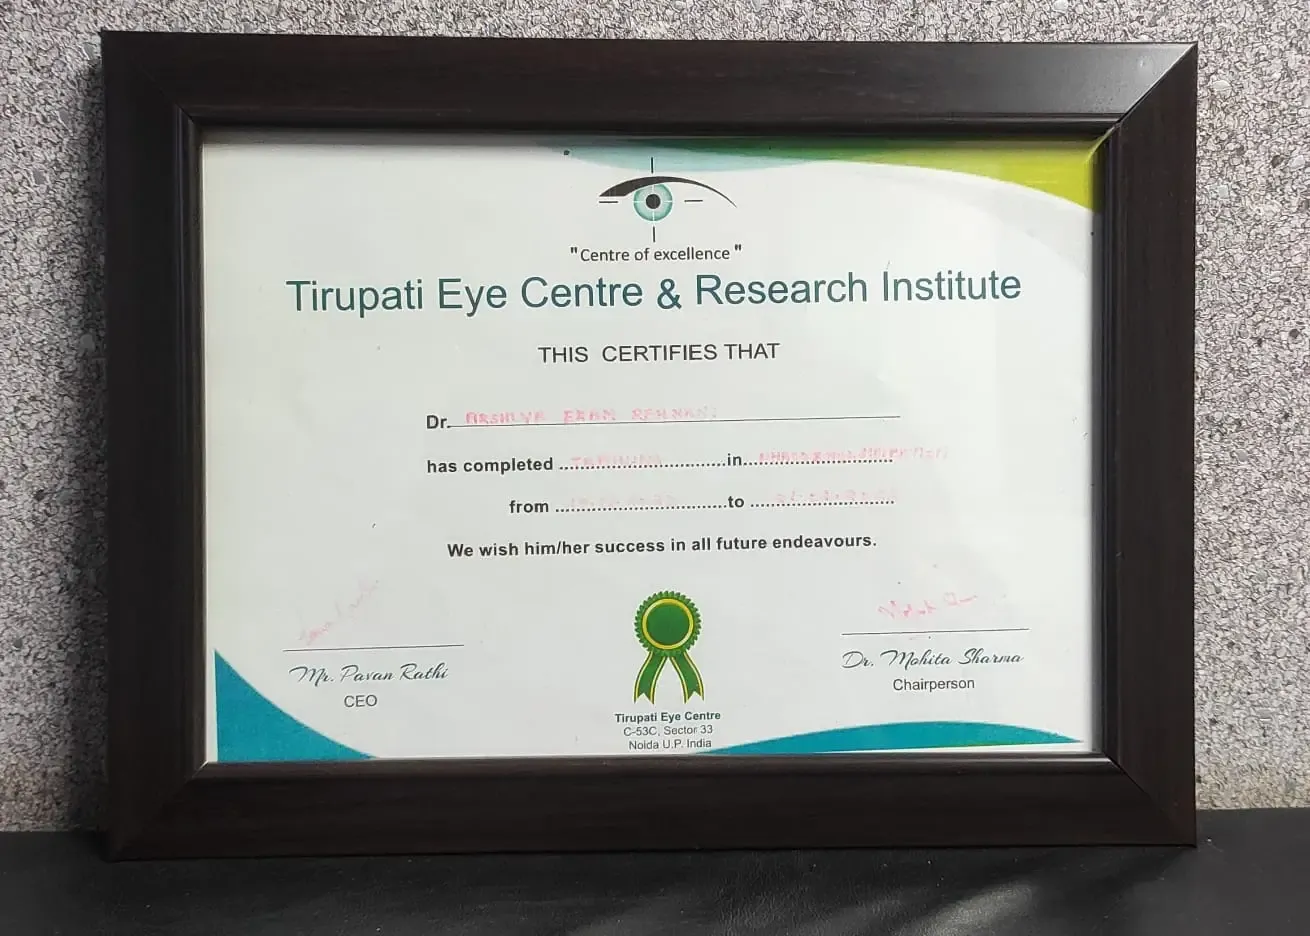 "Centre of excellence"
Tirupati Eye Centre & Research Institute
THIS CERTIFIES THAT
Dr.
has completed ........................in......................
from ........................to ....................
We wish him/her success in all future endeavours.
Mr. Pavan Rathi
CEO
Tirupati Eye Centre
C-53C, Sector 33
Noida U.P. India
Dr. Mohita Sharma
Chairperson